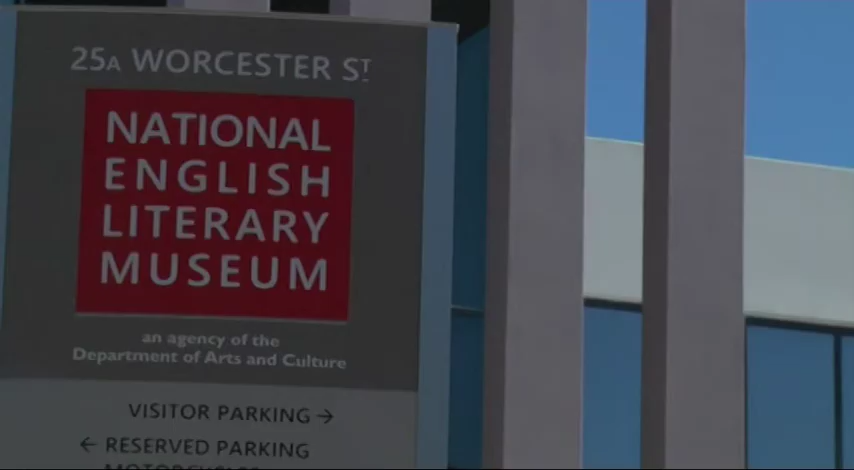 25A WORCESTER ST
NATIONAL
ENGLISH
LITERARY
MUSEUM
an agency of the
Department of Arts and Culture
VISITOR PARKING →
← RESERVED PARKING
MOTORCYCLES